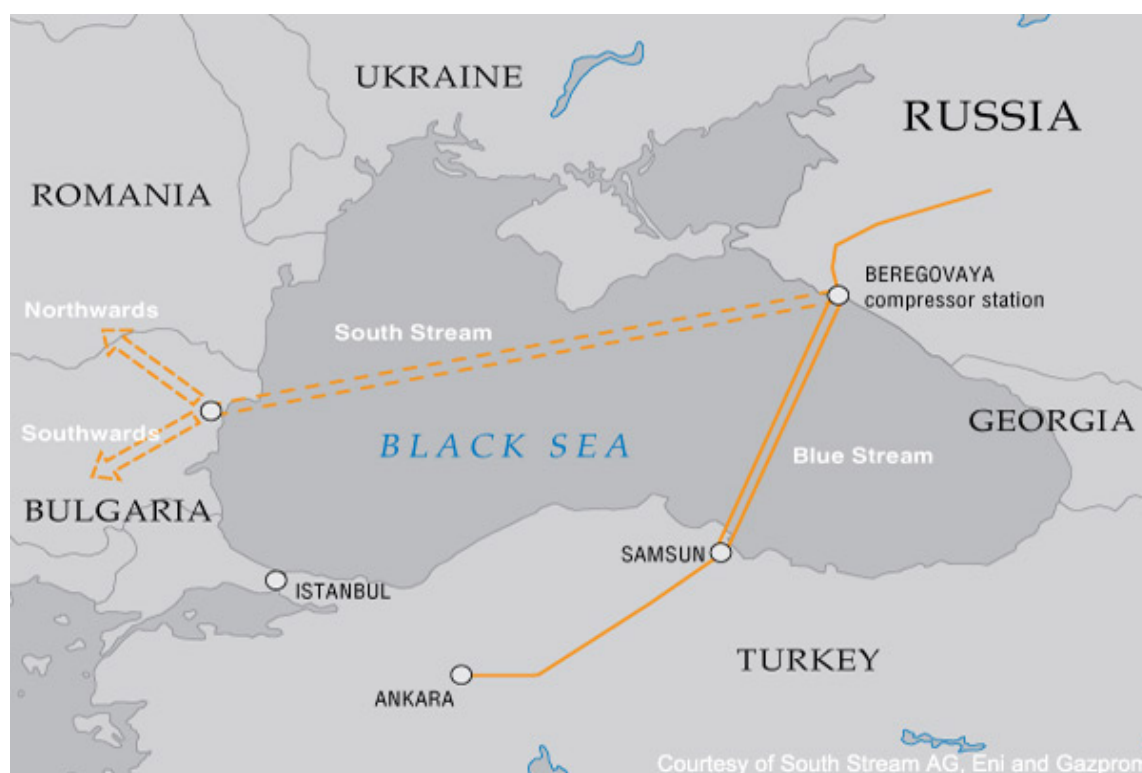 UKRAINE
RUSSIA
ROMANIA
BEREGOVAYA
compressor station
Northwards
South Stream
Southwards
GEORGIA
BLACK SEA
Blue Stream
BULGARIA
SAMSUN
ISTANBUL
TURKEY
ANKARA
Courtesy of South Stream AG, Eni and Gazprom